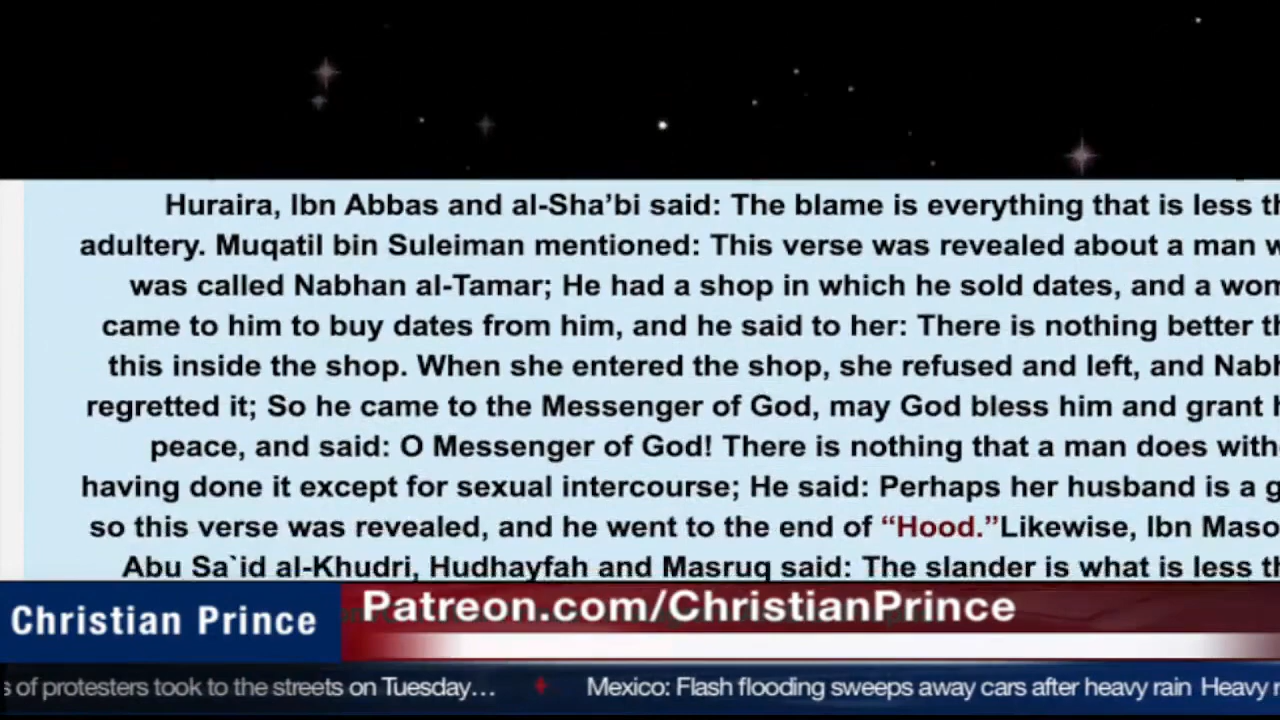 Huraira, Ibn Abbas and al-Sha’bi said: The blame is everything that is less
adultery. Muqatil bin Suleiman mentioned: This verse was revealed about a man
was called Nabhan al-Tamar; He had a shop in which he sold dates, and a
came to him to buy dates from him, and he said to her: There is nothing better
this inside the shop. When she entered the shop, she refused and left, and
regretted it; So he came to the Messenger of God, may God bless him and grant
peace, and said: O Messenger of God! There is nothing that a man does
having done it except for sexual intercourse; He said: Perhaps her husband is a
so this verse was revealed, and he went to the end of “Hood.”Likewise, Ibn
Abu Sa`id al-Khudri, Hudhayfah and Masruq said: The slander is what is less
Christian Prince
Patreon.com/ChristianPrince
of protesters took to the streets on Tuesday... Mexico: Flash flooding sweeps away cars after heavy rain Heavy